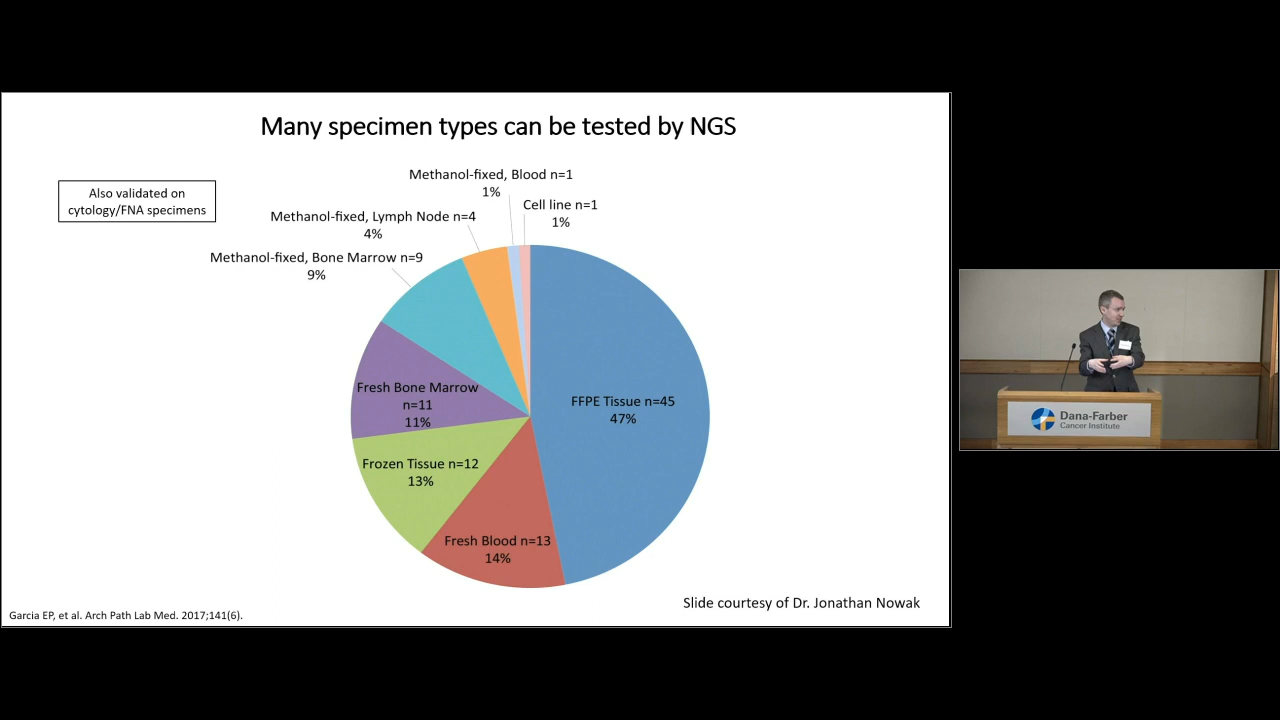 Many specimen types can be tested by NGS
Also validated on
cytology/FNA specimens
Methanol-fixed, Blood n=1
1%
Cell line n=1
1%
Methanol-fixed, Lymph Node n=4
4%
Methanol-fixed, Bone Marrow n=9
9%
Fresh Bone Marrow
n=11
11%
FFPE Tissue n=45
47%
Frozen Tissue n=12
13%
Fresh Blood n=13
14%
Slide courtesy of Dr. Jonathan Nowak
Garcia EP, et al. Arch Path Lab Med. 2017;141(6).
Dana-Farber
Cancer Institute